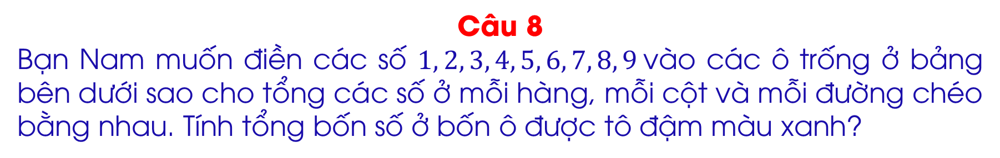 Câu 8
Bạn Nam muốn điền các số 1, 2, 3, 4, 5, 6, 7, 8, 9 vào các ô trống ở bảng
bên dưới sao cho tổng các số ở mỗi hàng, mỗi cột và mỗi đường chéo
bằng nhau. Tính tổng bốn số ở bốn ô được tô đậm màu xanh?